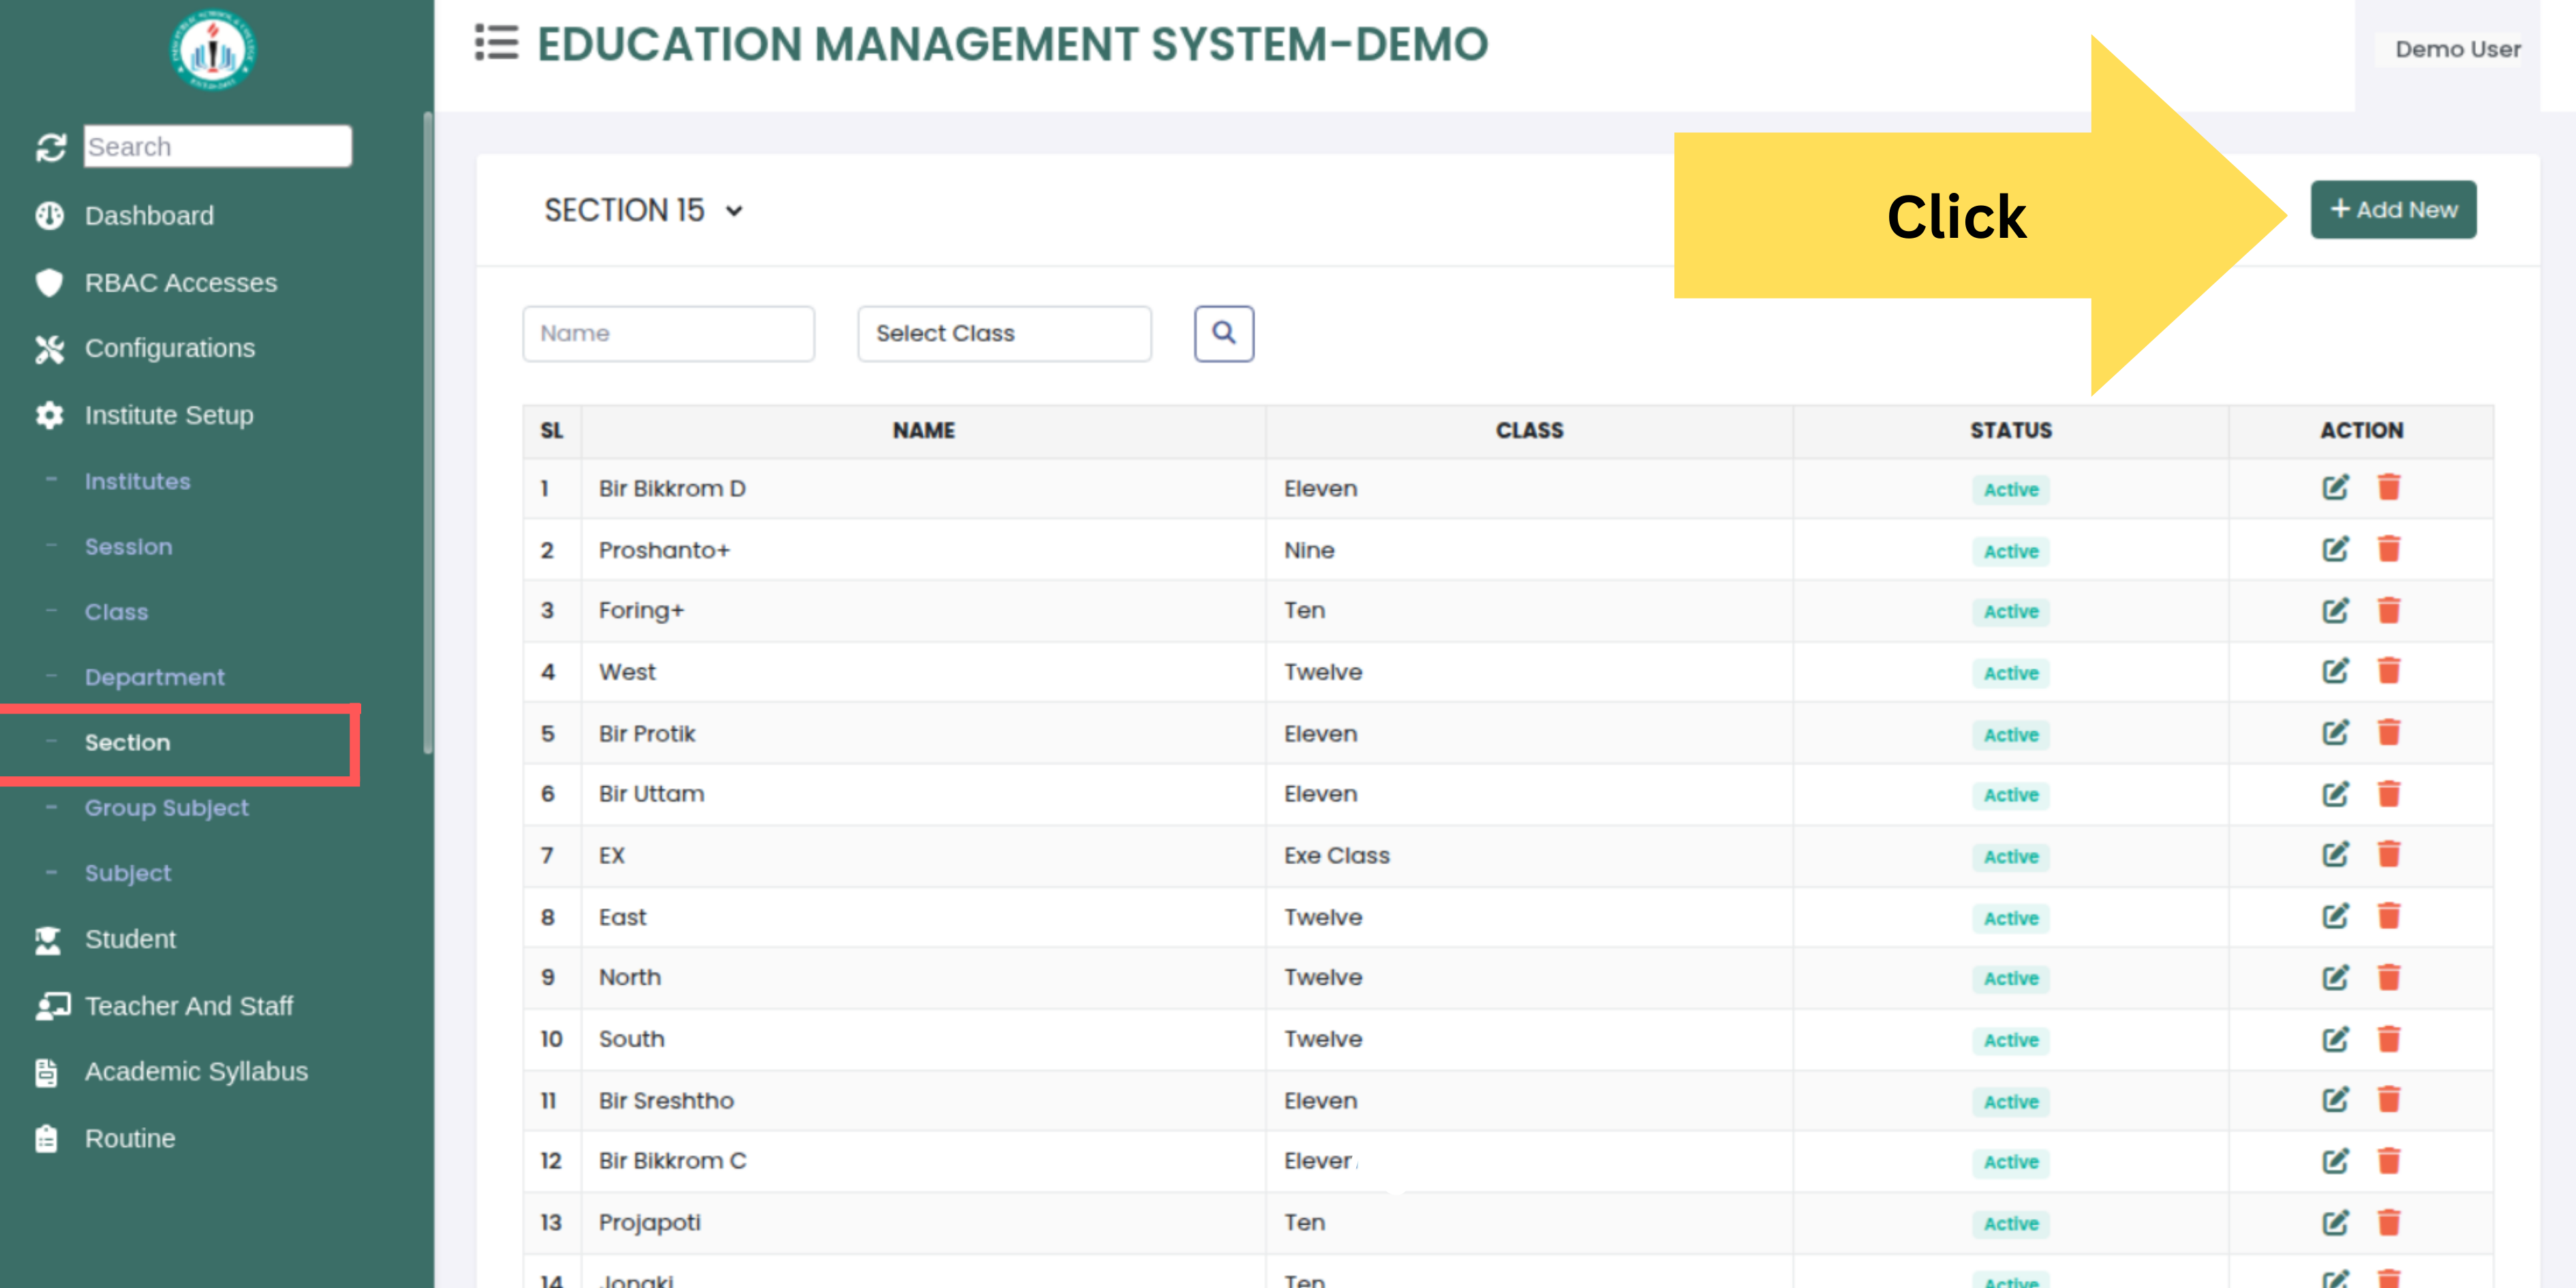 EDUCATION MANAGEMENT SYSTEM-DEMO
Demo User
Search
Dashboard
RBAC Accesses
Configurations
Institute Setup
Institutes
Session
Class
Department
Section
Group Subject
Subject
Student
Teacher And Staff
Academic Syllabus
Routine
SECTION 15
Click
+ Add New
Name
Select Class
SL NAME CLASS STATUS ACTION
1 Bir Bikkrom D Eleven Active
2 Proshanto+ Nine Active
3 Foring+ Ten Active
4 West Twelve Active
5 Bir Protik Eleven Active
6 Bir Uttam Eleven Active
7 EX Exe Class Active
8 East Twelve Active
9 North Twelve Active
10 South Twelve Active
11 Bir Sreshtho Eleven Active
12 Bir Bikkrom C Active
13 Projapoti Ten Active
14 Jonaki Ten Active